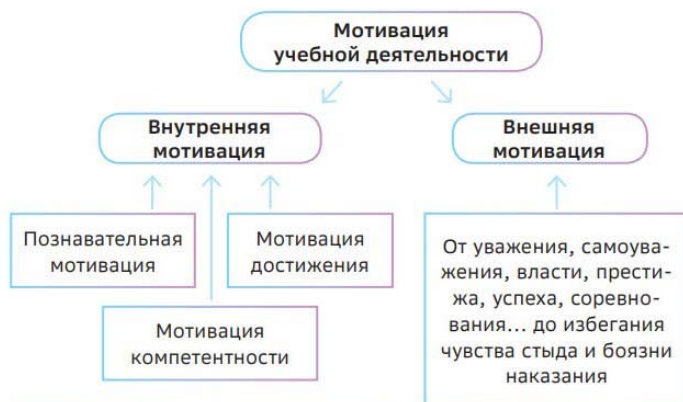 Мотивация
учебной деятельности
Внутренняя
мотивация
Внешняя
мотивация
Познавательная
мотивация
Мотивация
достижения
Мотивация
компетентности
От уважения, самоува-
жения, власти, прести-
жа, успеха, соревно-
вания... до избегания
чувства стыда и боязни
наказания